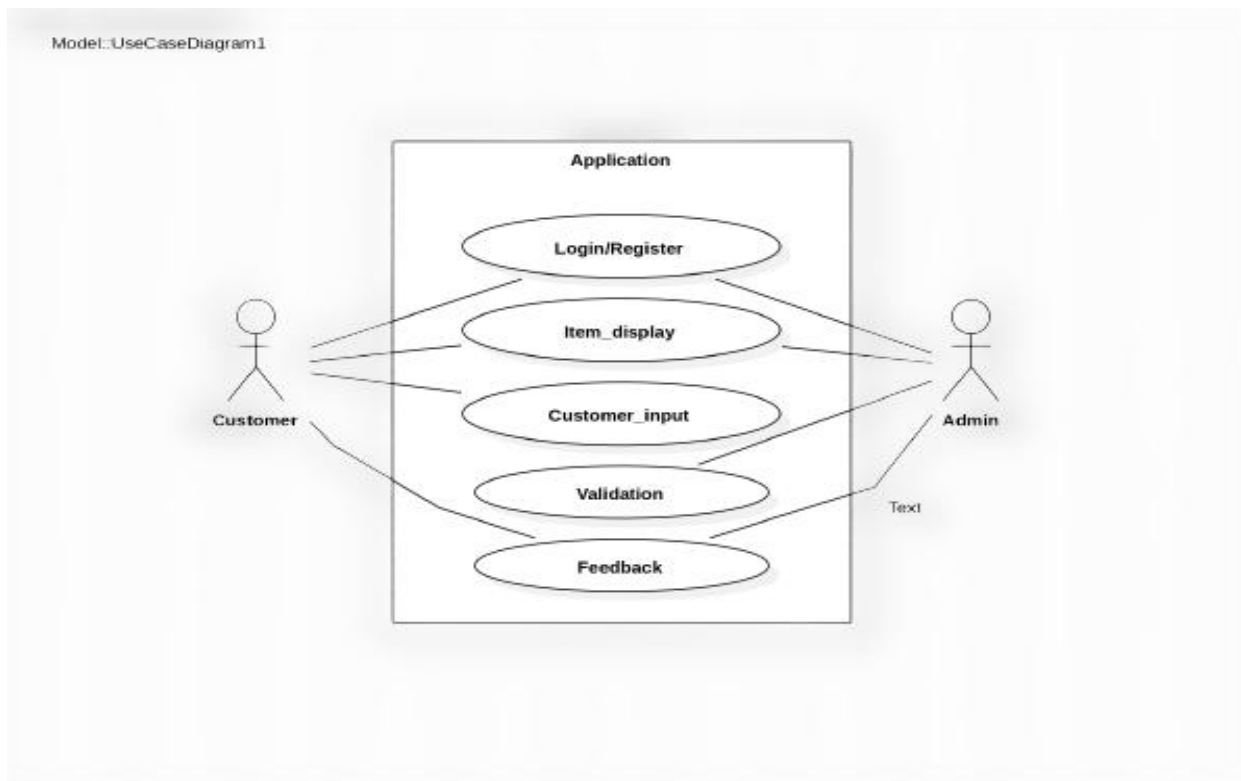 Model::UseCaseDiagram1
Application
Login/Register
Item_display
Customer_input
Customer
Admin
Validation
Text
Feedback